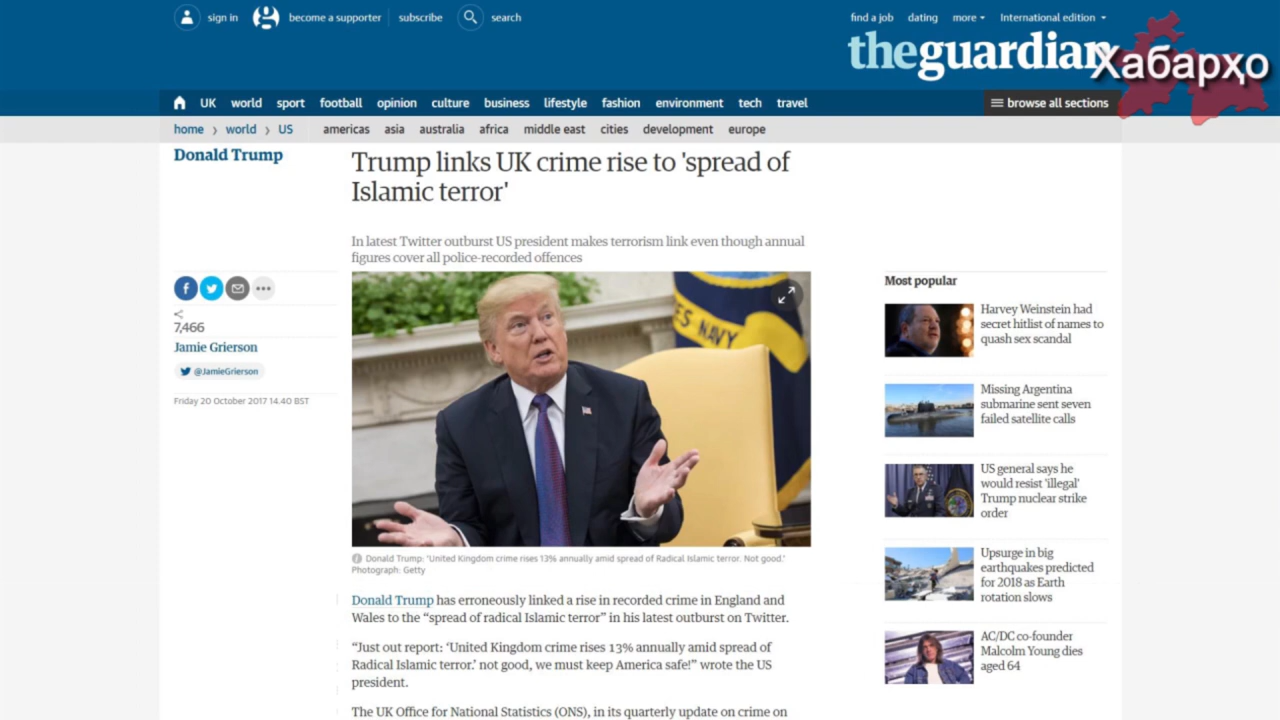 sign in
become a supporter
subscribe
search
find a job
dating
more
International edition
theguardian
Хабарҳо
UK
world
sport
football
opinion
culture
business
lifestyle
fashion
environment
tech
travel
browse all sections
home
world
US
americas
asia
australia
africa
middle east
cities
development
europe
Donald Trump
Trump links UK crime rise to 'spread of
Islamic terror'
In latest Twitter outburst US president makes terrorism link even though annual
figures cover all police-recorded offences
7,466
Jamie Grierson
@JamieGrierson
Friday 20 October 2017 14.40 BST
ES NAVY
Donald Trump: 'United Kingdom crime rises 13% annually amid spread of Radical Islamic terror. Not good.'
Photograph: Getty
Donald Trump has erroneously linked a rise in recorded crime in England and
Wales to the “spread of radical Islamic terror” in his latest outburst on Twitter.
“Just out report: ‘United Kingdom crime rises 13% annually amid spread of
Radical Islamic terror.’ not good, we must keep America safe!” wrote the US
president.
The UK Office for National Statistics (ONS), in its quarterly update on crime on
Most popular
Harvey Weinstein had
secret hitlist of names to
quash sex scandal
Missing Argentina
submarine sent seven
failed satellite calls
US general says he
would resist 'illegal'
Trump nuclear strike
order
Upsurge in big
earthquakes predicted
for 2018 as Earth
rotation slows
AC/DC co-founder
Malcolm Young dies
aged 64